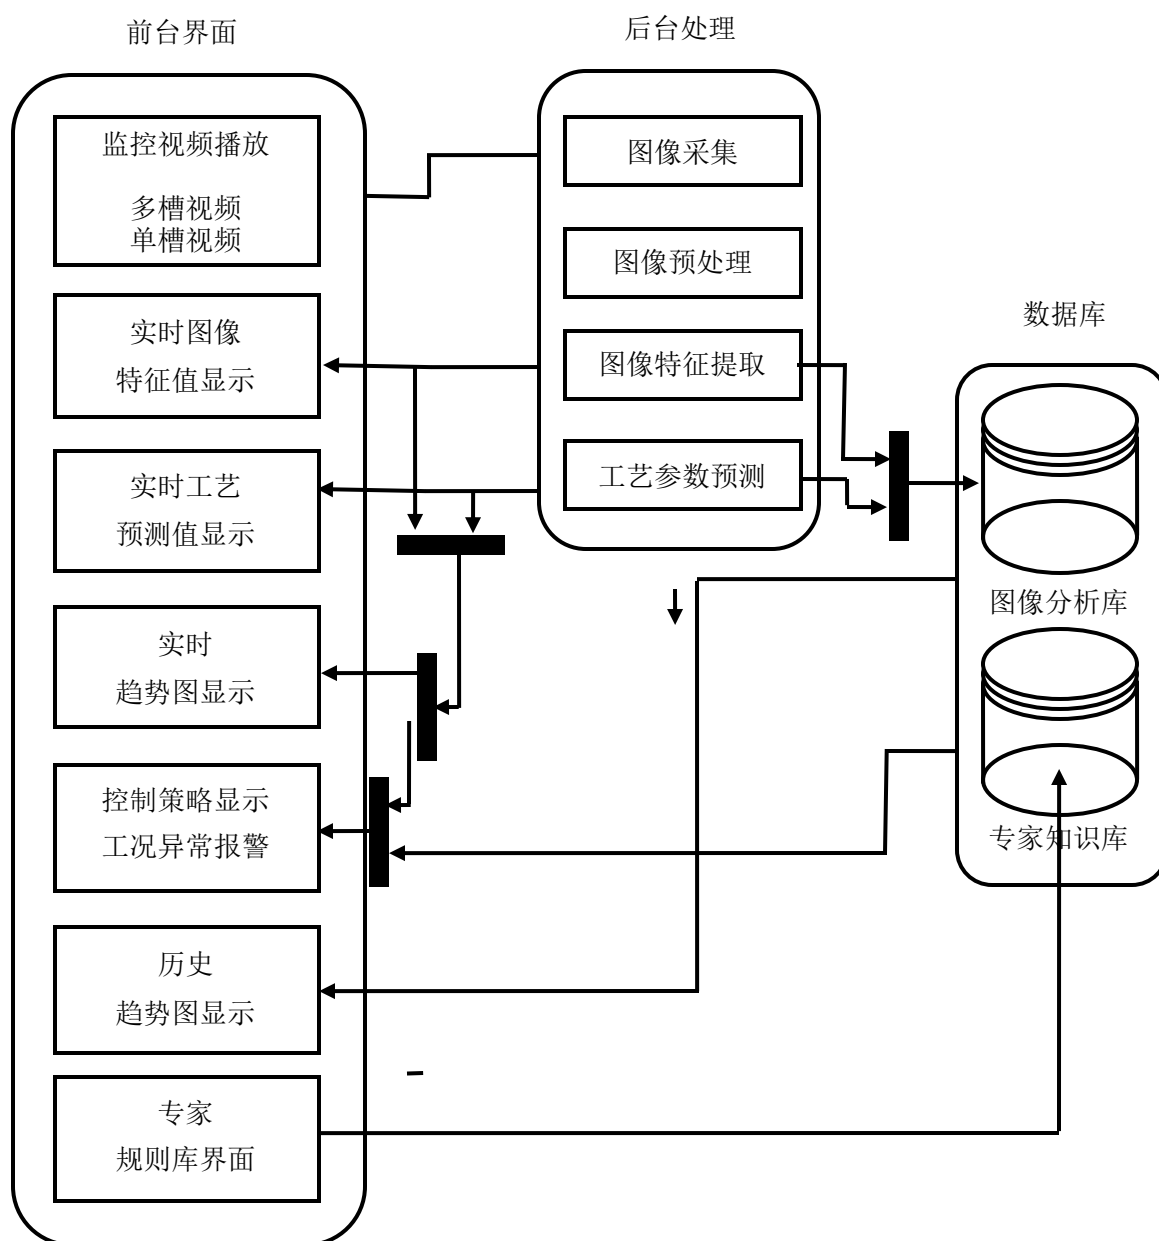 前台界面
监控视频播放
多槽视频
单槽视频
实时图像
特征值显示
实时工艺
预测值显示
实时
趋势图显示
控制策略显示
工况异常报警
历史
趋势图显示
专家
规则库界面
后台处理
图像采集
图像预处理
图像特征提取
工艺参数预测
数据库
图像分析库
专家知识库